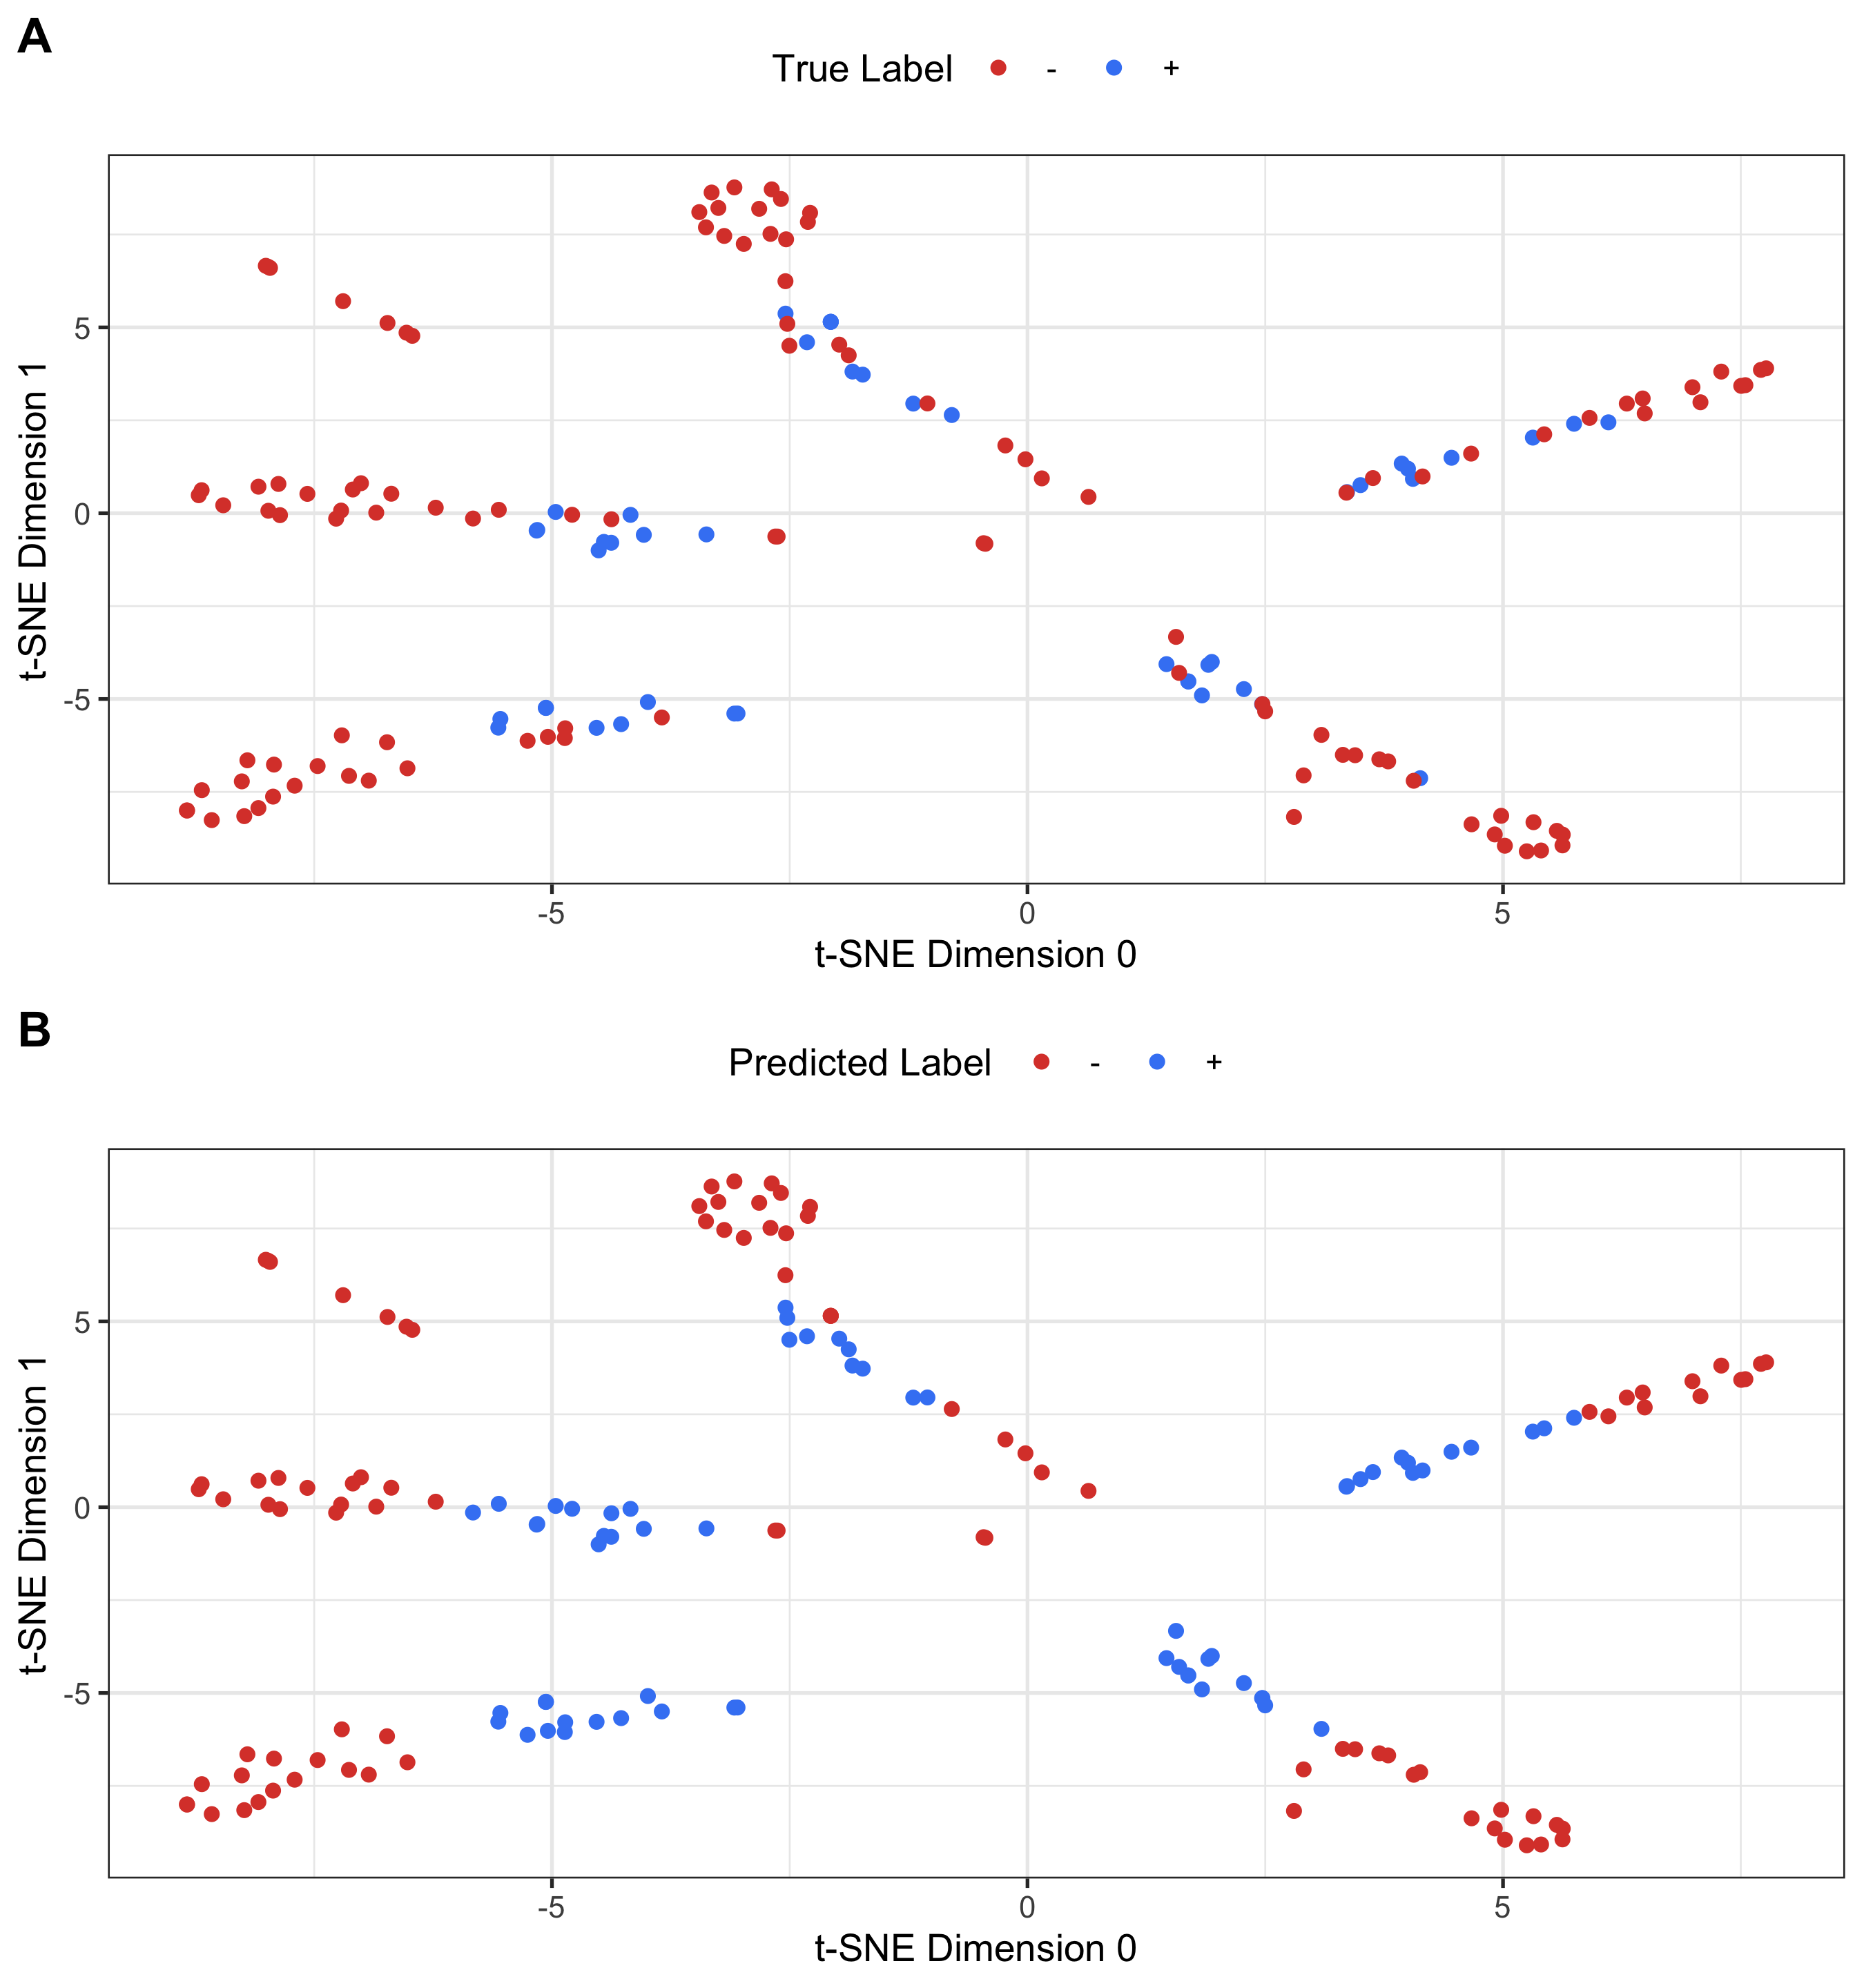 A
True Label - +
5
0
-5
t-SNE Dimension 1
-5 0 5
t-SNE Dimension 0
B
Predicted Label - +
5
0
-5
t-SNE Dimension 1
-5 0 5
t-SNE Dimension 0